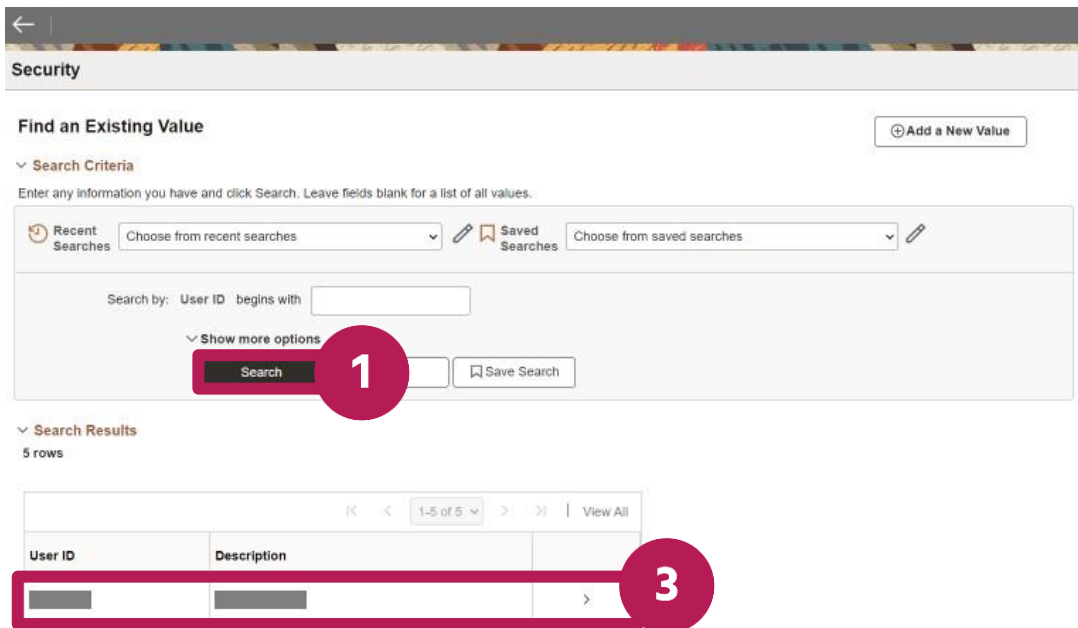 Security
Find an Existing Value
Add a New Value
Search Criteria
Enter any information you have and click Search. Leave fields blank for a list of all values.
Recent Searches Choose from recent searches Saved Searches Choose from saved searches
Search by: User ID begins with
Show more options
Search 1 Save Search
Search Results
5 rows
1-5 of 5 View All
User ID Description
3